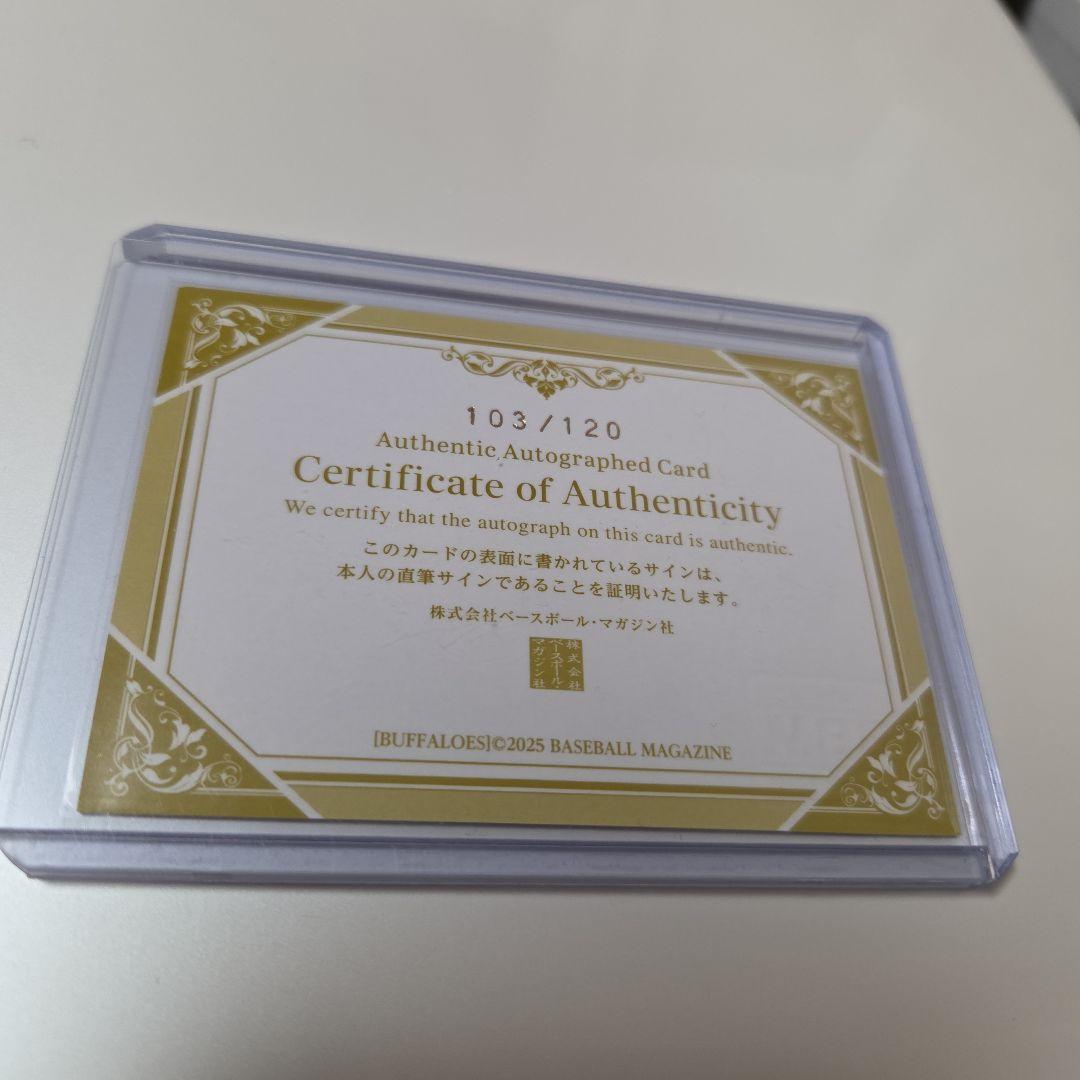 103/120
Authentic Autographed Card
Certificate of Authenticity
We certify that the autograph on this card is authentic.
このカードの表面に書かれているサインは、
本人の直筆サインであることを証明いたします。
株式会社ベースボール・マガジン社
株式会社
ベースボール・
マガジン社
[BUFFALOES]©2025 BASEBALL MAGAZINE